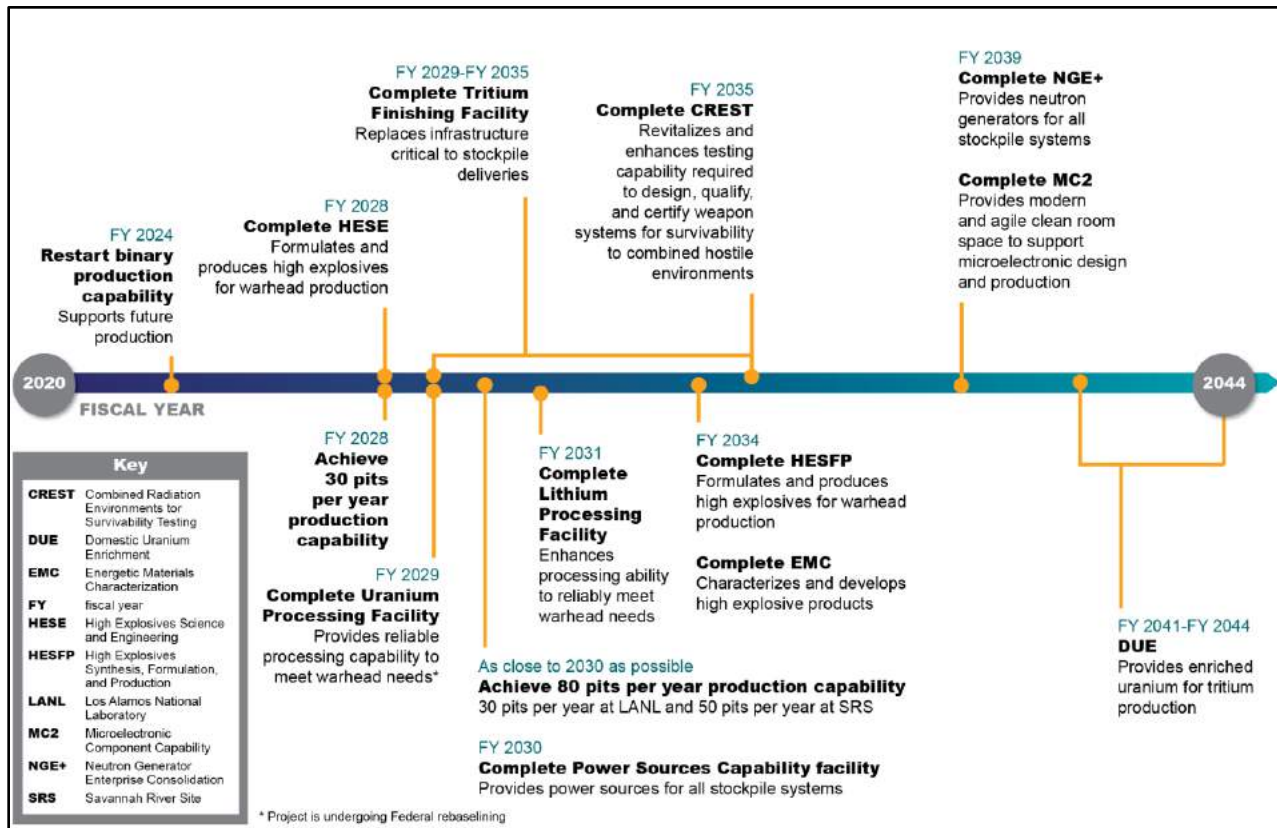 FY 2024
Restart binary
production
capability
Supports future
production
FY 2028
Complete HESE
Formulates and
produces high explosives
for warhead production
FY 2029-FY 2035
Complete Tritium
Finishing Facility
Replaces infrastructure
critical to stockpile
deliveries
FY 2035
Complete CREST
Revitalizes and
enhances testing
capability required
to design, qualify,
and certify weapon
systems for survivability
to combined hostile
environments
FY 2039
Complete NGE+
Provides neutron
generators for all
stockpile systems
Complete MC2
Provides modern
and agile clean room
space to support
microelectronic design
and production
2020
2044
FISCAL YEAR
FY 2028
Achieve
30 pits
per year
production
capability
FY 2029
Complete Uranium
Processing Facility
Provides reliable
processing capability to
meet warhead needs*
As close to 2030 as possible
Achieve 80 pits per year production capability
30 pits per year at LANL and 50 pits per year at SRS
FY 2030
Complete Power Sources Capability facility
Provides power sources for all stockpile systems
FY 2031
Complete
Lithium
Processing
Facility
Enhances
processing ability
to reliably meet
warhead needs
FY 2034
Complete HESFP
Formulates and produces
high explosives for warhead
production
Complete EMC
Characterizes and develops
high explosive products
FY 2041-FY 2044
DUE
Provides enriched
uranium for tritium
production
Key
CREST Combined Radiation
Environments for
Survivability Testing
DUE Domestic Uranium
Enrichment
EMC Energetic Materials
Characterization
FY fiscal year
HESE High Explosives Science
and Engineering
HESFP High Explosives
Synthesis, Formulation,
and Production
LANL Los Alamos National
Laboratory
MC2 Microelectronic
Component Capability
NGE+ Neutron Generator
Enterprise Consolidation
SRS Savannah River Site
* Project is undergoing Federal rebaselining